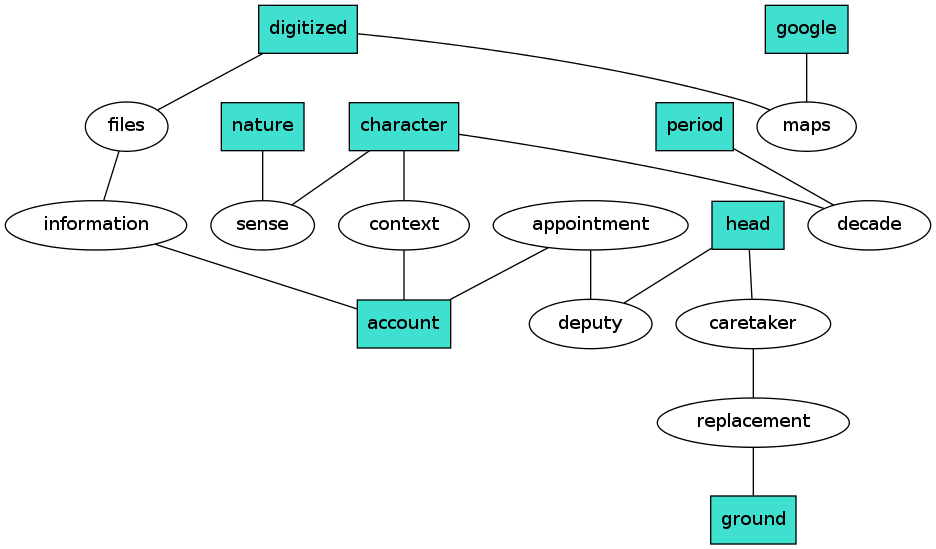 digitized
google
files
nature
character
period
maps
information
sense
context
appointment
head
decade
account
deputy
caretaker
replacement
ground